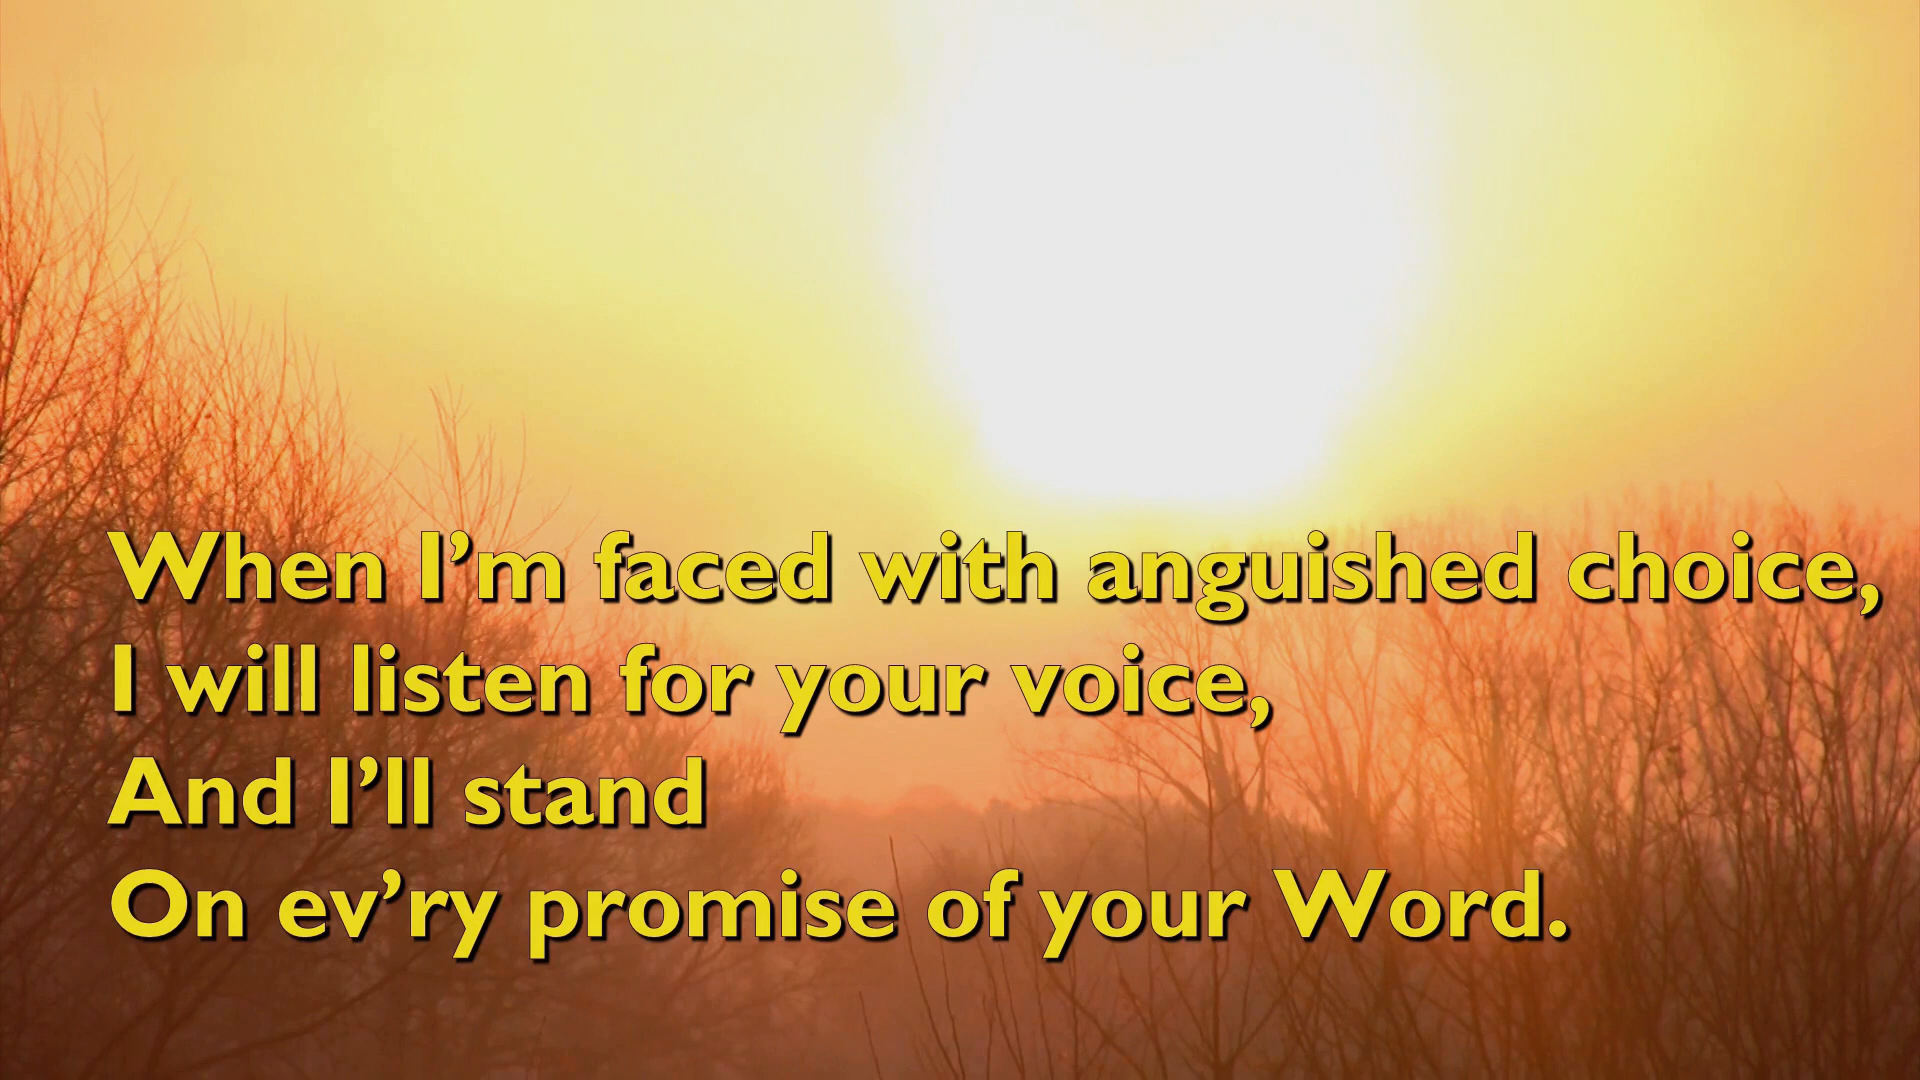 When I’m faced with anguished choice,
I will listen for your voice,
And I’ll stand
On ev’ry promise of your Word.